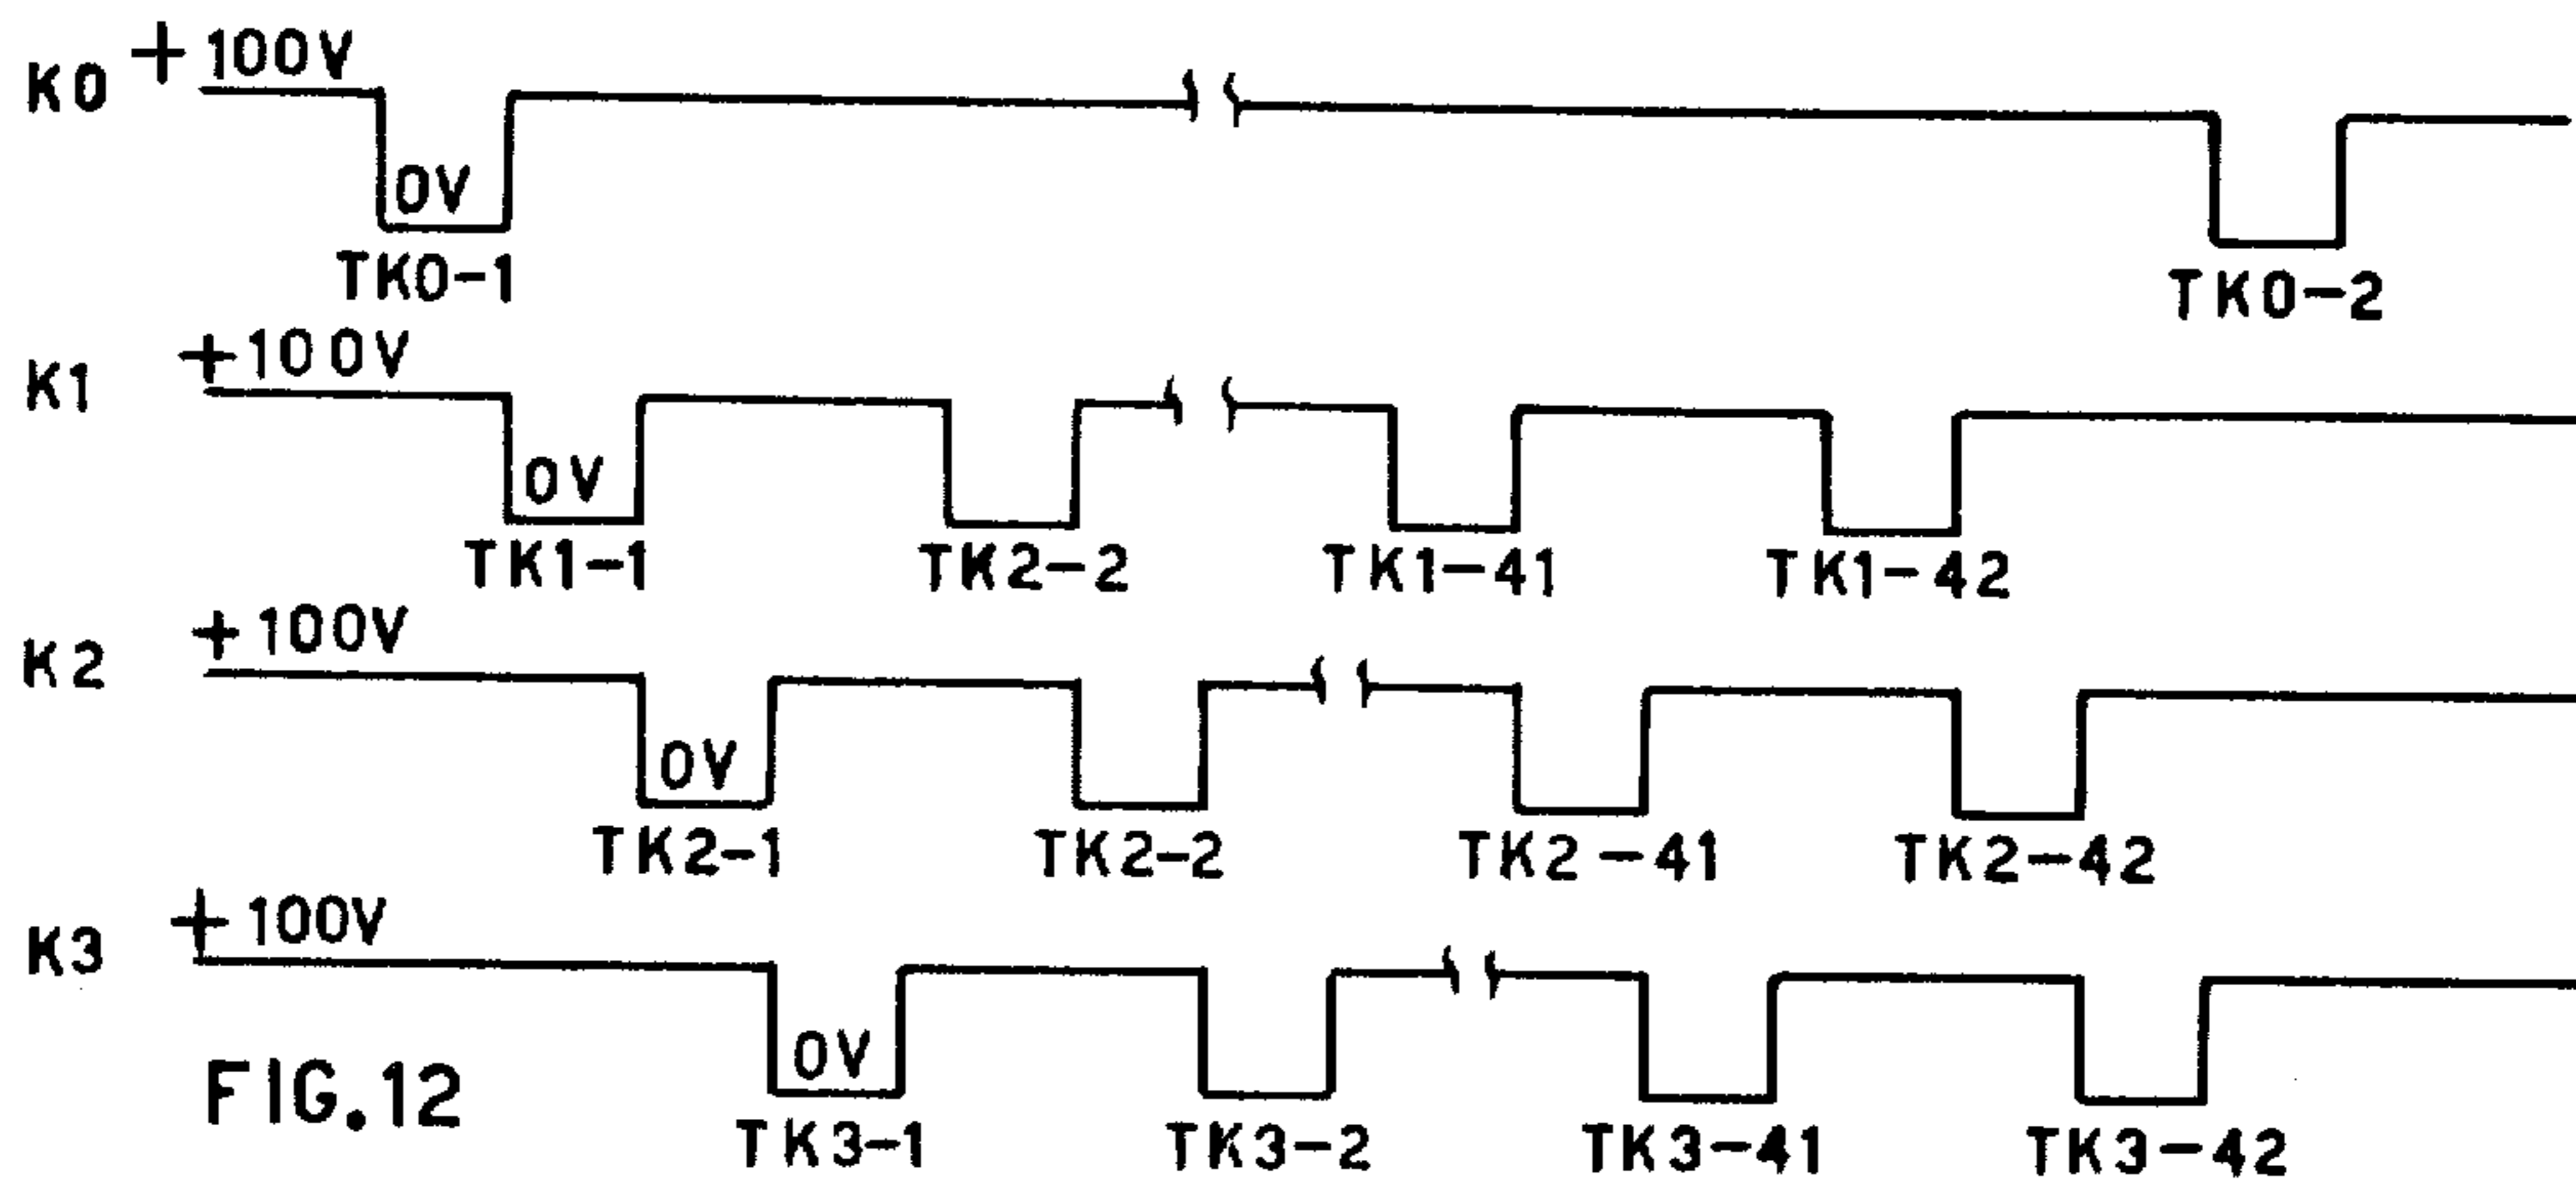 K0 +100V
0V
TK0-1 TK0-2
K1 +100V
0V
TK1-1 TK2-2 TK1-41 TK1-42
K2 +100V
0V
TK2-1 TK2-2 TK2-41 TK2-42
K3 +100V
0V
FIG.12
TK3-1 TK3-2 TK3-41 TK3-42